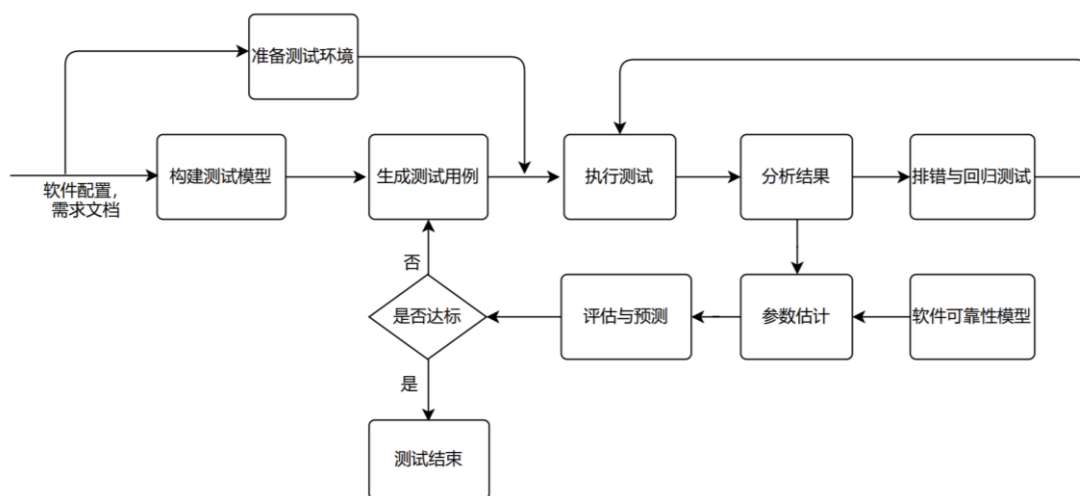 准备测试环境
构建测试模型
生成测试用例
执行测试
分析结果
排错与回归测试
软件配置，
需求文档
否
是否达标
评估与预测
参数估计
软件可靠性模型
是
测试结束